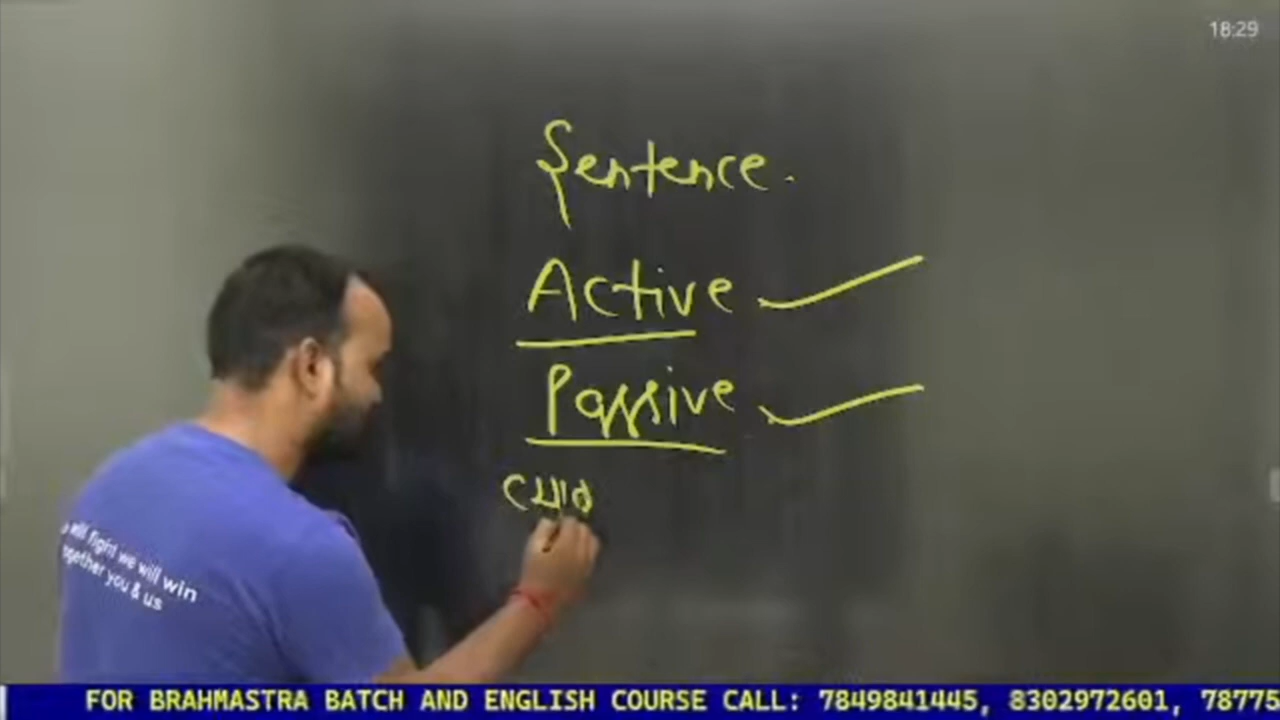 18:29
Sentence.
Active
Passive
will fight we will win
together you & us
FOR BRAHMASTRA BATCH AND ENGLISH COURSE CALL: 7849841445, 8302972601, 78775